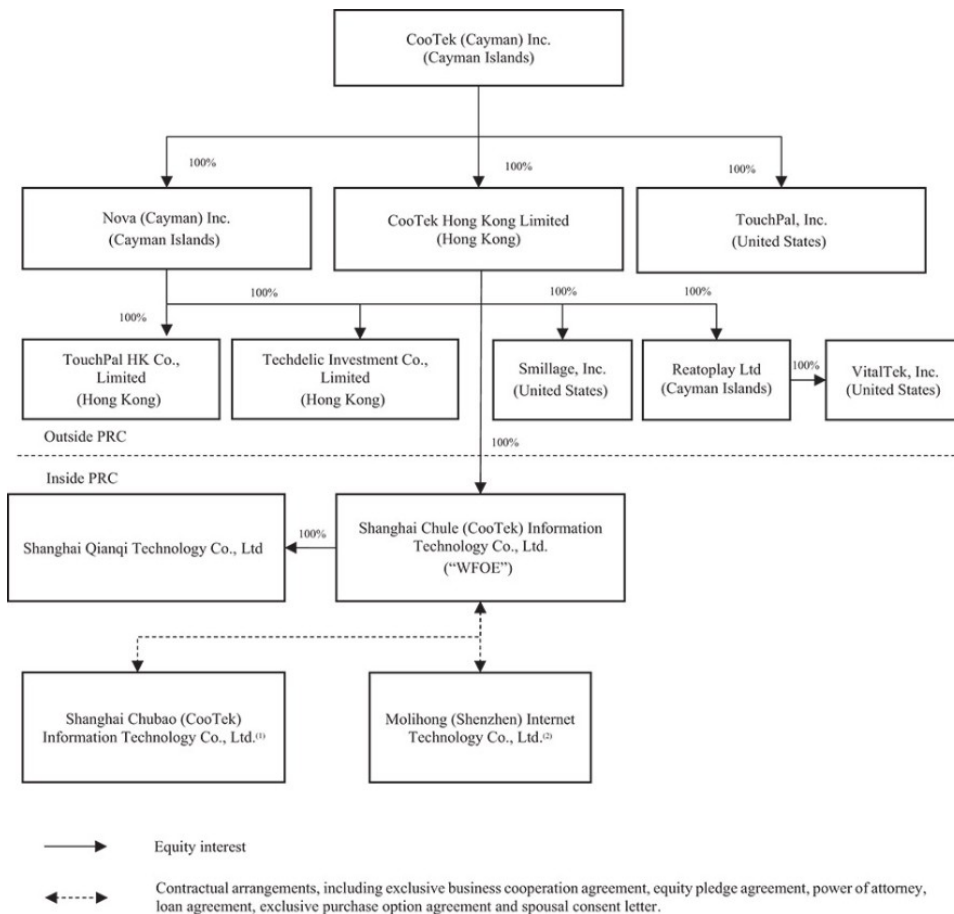 CooTek (Cayman) Inc.
(Cayman Islands)
100%
100%
100%
Nova (Cayman) Inc.
(Cayman Islands)
CooTek Hong Kong Limited
(Hong Kong)
TouchPal, Inc.
(United States)
100%
100%
100%
100%
TouchPal HK Co.,
Limited
(Hong Kong)
Techdelic Investment Co.,
Limited
(Hong Kong)
Smillage, Inc.
(United States)
Reatoplay Ltd
(Cayman Islands)
100%
VitalTek, Inc.
(United States)
Outside PRC
100%
Inside PRC
Shanghai Qianqi Technology Co., Ltd
100%
Shanghai Chule (CooTek) Information
Technology Co., Ltd.
(“WFOE”)
Shanghai Chubao (CooTek)
Information Technology Co., Ltd.(1)
Molihong (Shenzhen) Internet
Technology Co., Ltd.(2)
Equity interest
Contractual arrangements, including exclusive business cooperation agreement, equity pledge agreement, power of attorney,
loan agreement, exclusive purchase option agreement and spousal consent letter.